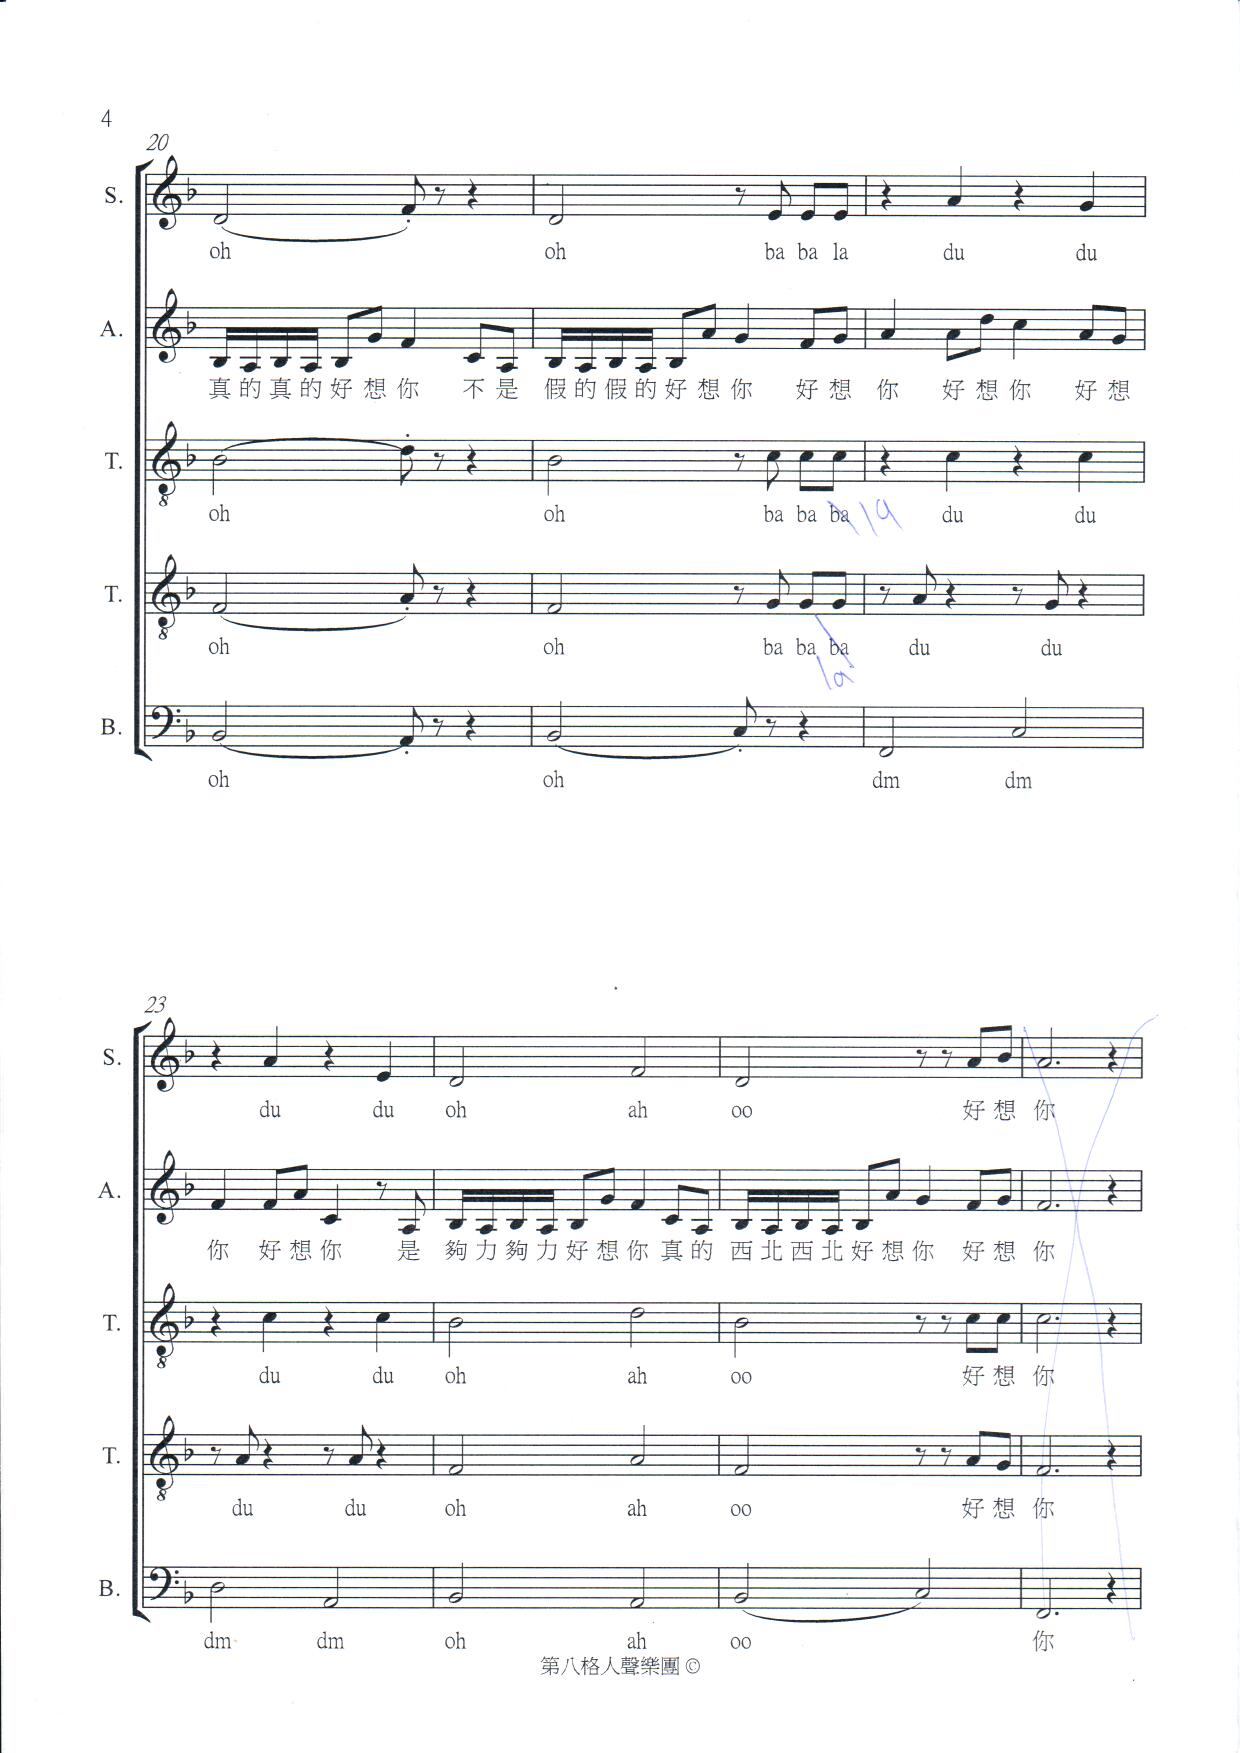 4
20
S.
oh oh ba ba la du du
A.
真的真的好想你 不是 假的假的好想你 好想 你 好想你 好想
T.
oh oh ba ba ba la du du
T.
oh oh ba ba ba du du
la
B.
oh oh dm dm
23
S.
du du oh ah oo 好想 你
A.
你 好想你 是 夠力夠力好想你真的 西北西北好想你 好想 你
T.
du du oh ah oo 好想 你
T.
du du oh ah oo 好想 你
B.
dm dm oh ah oo 你
第八格人聲樂團 ©